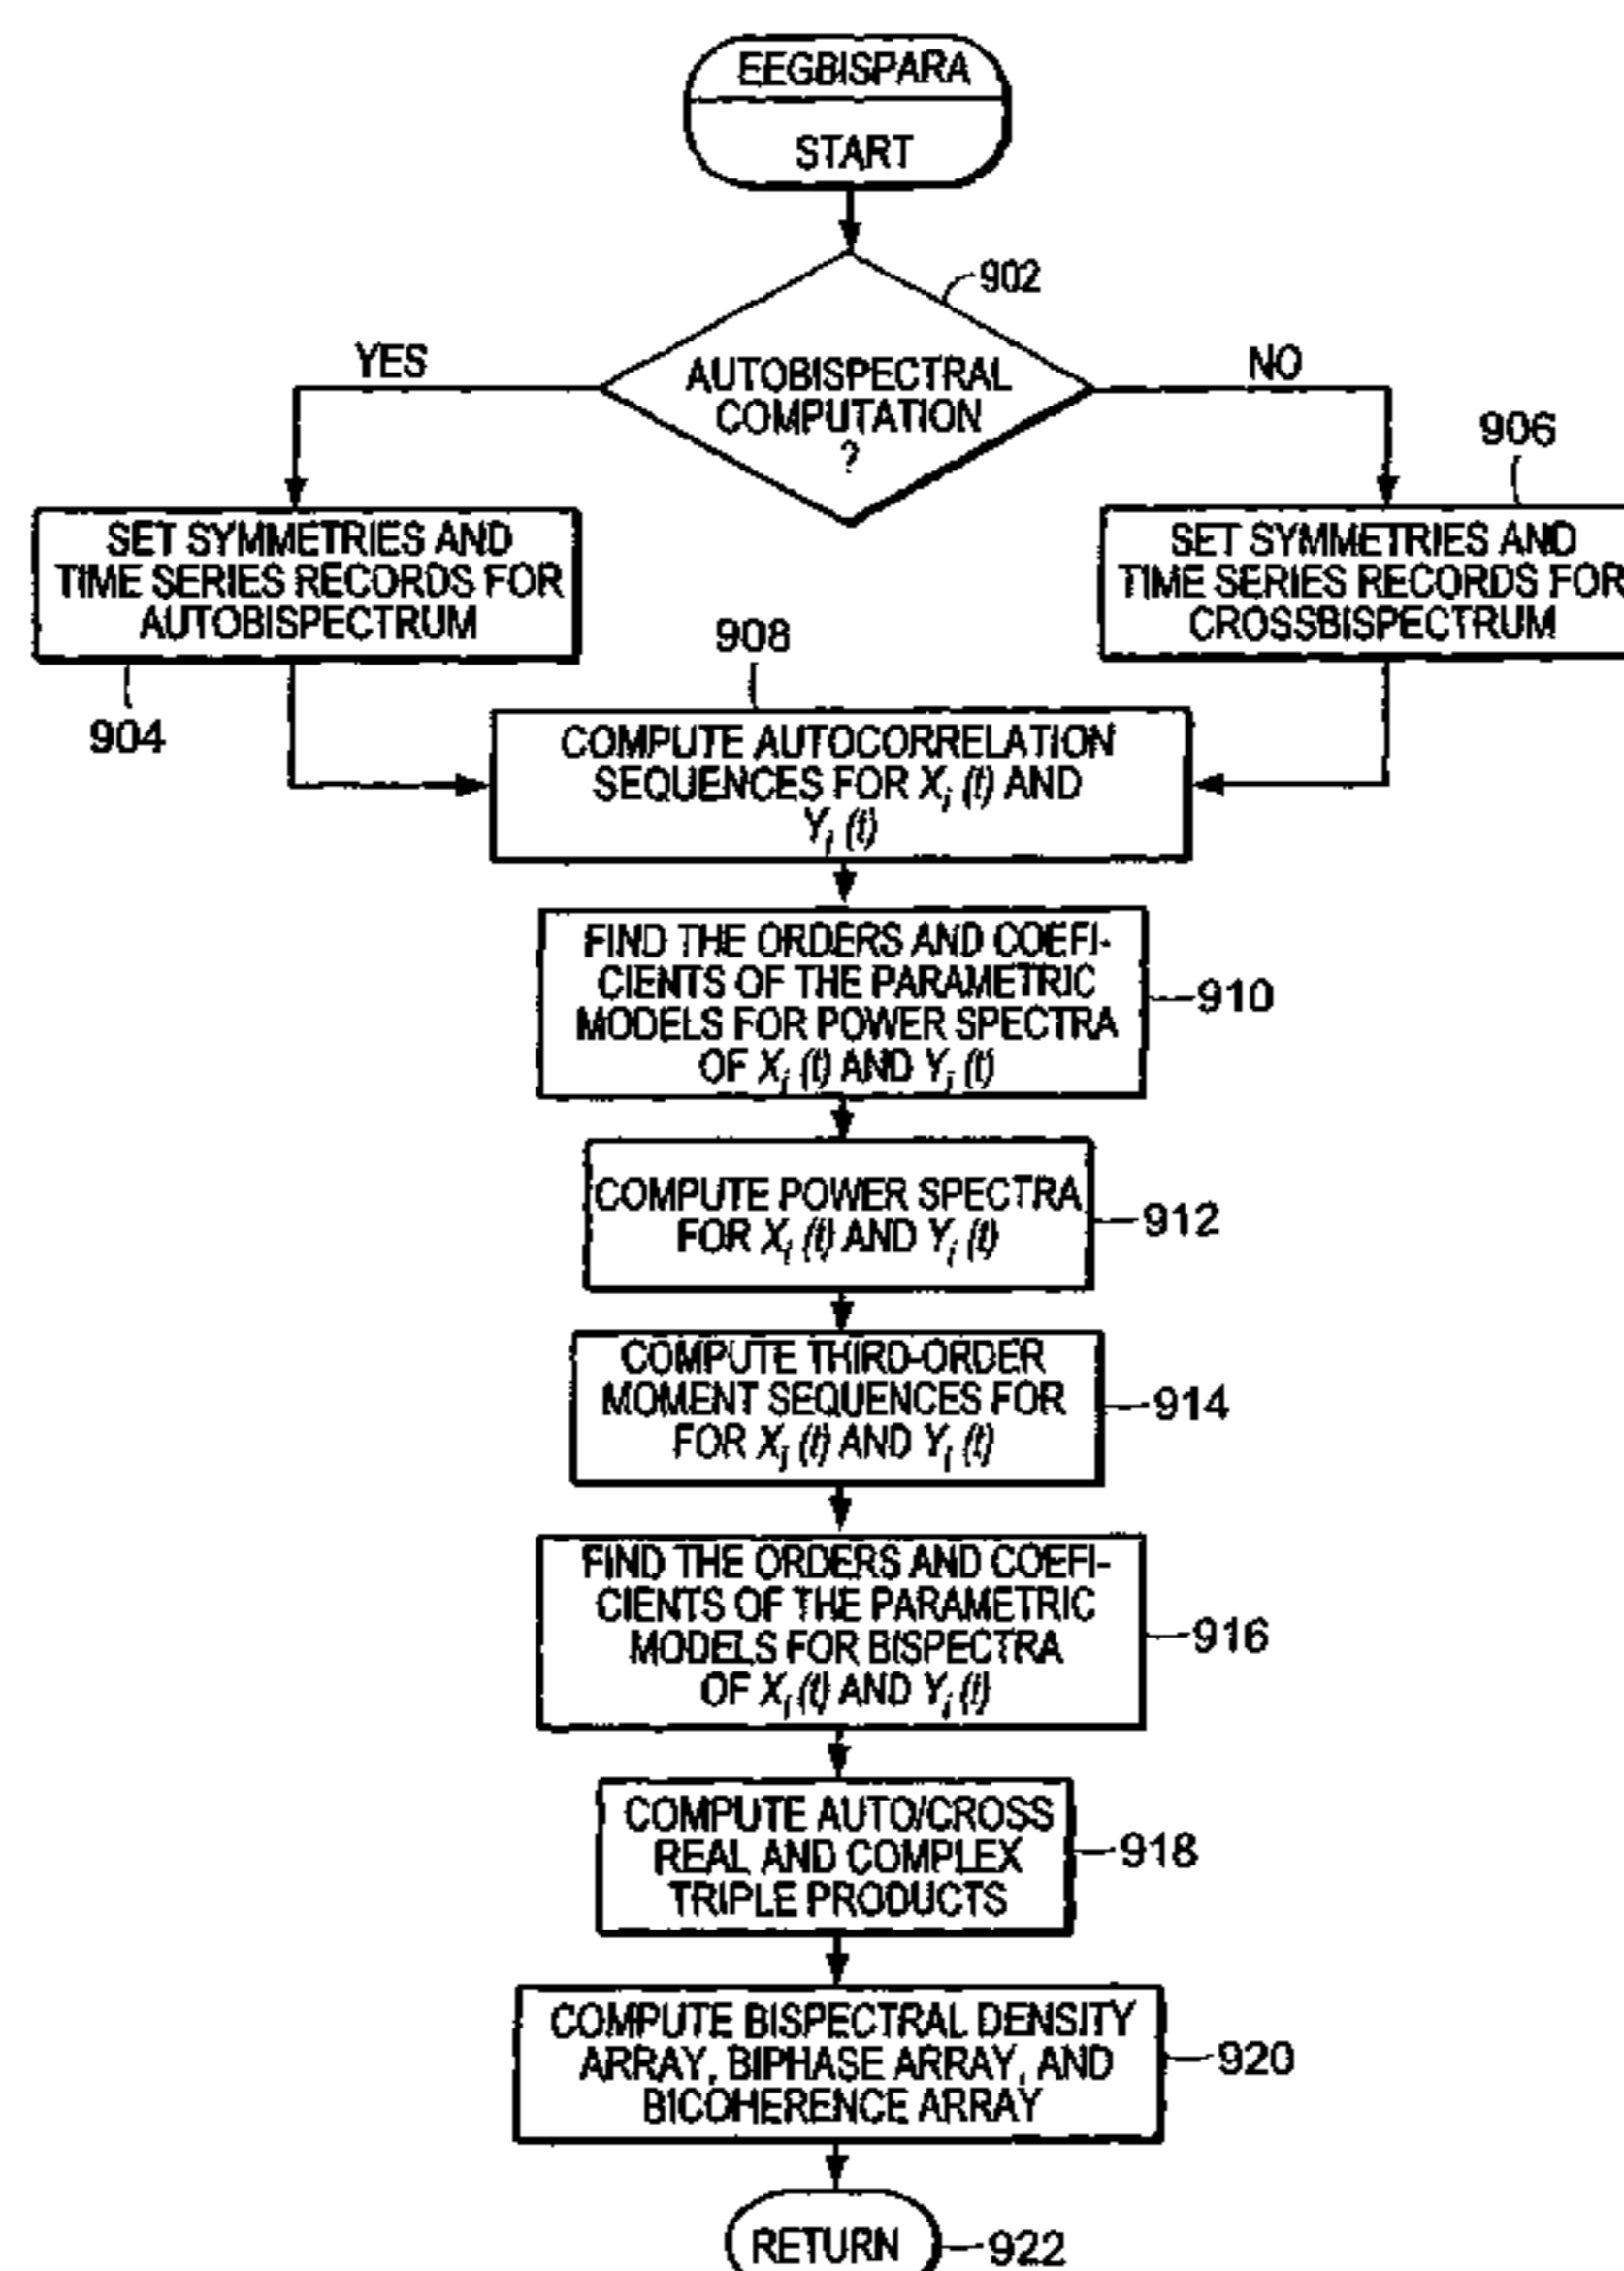 EEGBISPARA
START
902
YES
AUTOBISPECTRAL
COMPUTATION
?
NO
906
SET SYMMETRIES AND
TIME SERIES RECORDS FOR
AUTOBISPECTRUM
904
SET SYMMETRIES AND
TIME SERIES RECORDS FOR
CROSSBISPECTRUM
908
COMPUTE AUTOCORRELATION
SEQUENCES FOR Xi (t) AND
Yi (t)
FIND THE ORDERS AND COEFI-
CIENTS OF THE PARAMETRIC
MODELS FOR POWER SPECTRA
OF Xi (t) AND Yi (t)
910
COMPUTE POWER SPECTRA
FOR Xi (t) AND Yi (t)
912
COMPUTE THIRD-ORDER
MOMENT SEQUENCES FOR
FOR Xi (t) AND Yi (t)
914
FIND THE ORDERS AND COEFI-
CIENTS OF THE PARAMETRIC
MODELS FOR BISPECTRA
OF Xi (t) AND Yi (t)
916
COMPUTE AUTO/CROSS
REAL AND COMPLEX
TRIPLE PRODUCTS
918
COMPUTE BISPECTRAL DENSITY
ARRAY, BIPHASE ARRAY, AND
BICOHERENCE ARRAY
920
RETURN
922